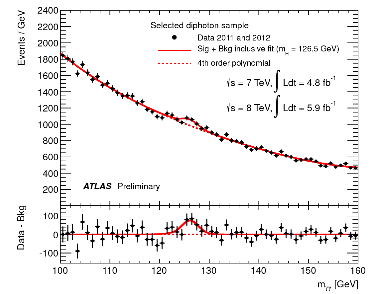 Selected diphoton sample
Data 2011 and 2012
Sig + Bkg inclusive fit (m_H = 126.5 GeV)
4th order polynomial
√s = 7 TeV, ∫ Ldt = 4.8 fb⁻¹
√s = 8 TeV, ∫ Ldt = 5.9 fb⁻¹
ATLAS Preliminary
Events / GeV
2400
2200
2000
1800
1600
1400
1200
1000
800
600
400
200
Data - Bkg
100
0
-100
100 110 120 130 140 150 160
m_γγ [GeV]